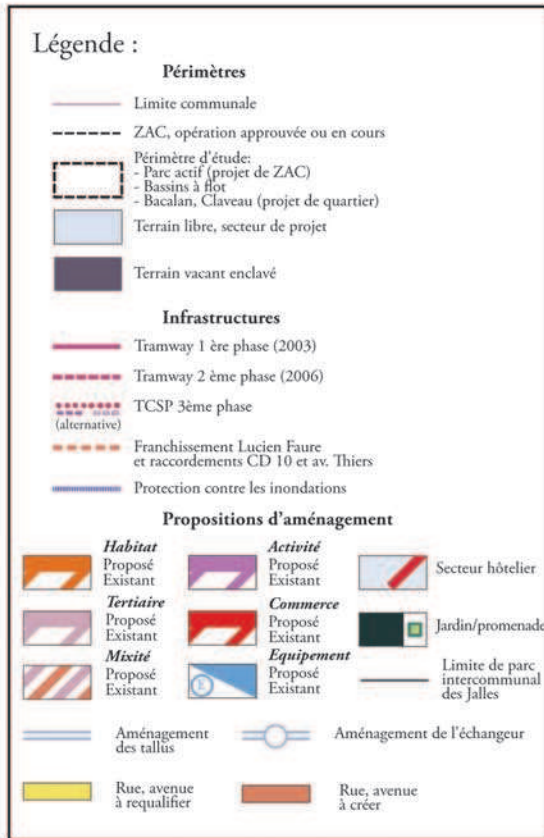 Légende :
Périmètres
Limite communale
ZAC, opération approuvée ou en cours
Périmètre d'étude:
- Parc actif (projet de ZAC)
- Bassins à flot
- Bacalan, Claveau (projet de quartier)
Terrain libre, secteur de projet
Terrain vacant enclavé
Infrastructures
Tramway 1 ère phase (2003)
Tramway 2 ème phase (2006)
TCSP 3ème phase
(alternative)
Franchissement Lucien Faure
et raccordements CD 10 et av. Thiers
Protection contre les inondations
Propositions d'aménagement
Habitat
Proposé
Existant
Activité
Proposé
Existant
Secteur hôtelier
Tertiaire
Proposé
Existant
Commerce
Proposé
Existant
Jardin/promenade
Mixité
Proposé
Existant
Equipement
Proposé
Existant
E
Limite de parc
intercommunal
des Jalles
Aménagement
des tallus
Aménagement de l'échangeur
Rue, avenue
à requalifier
Rue, avenue
à créer